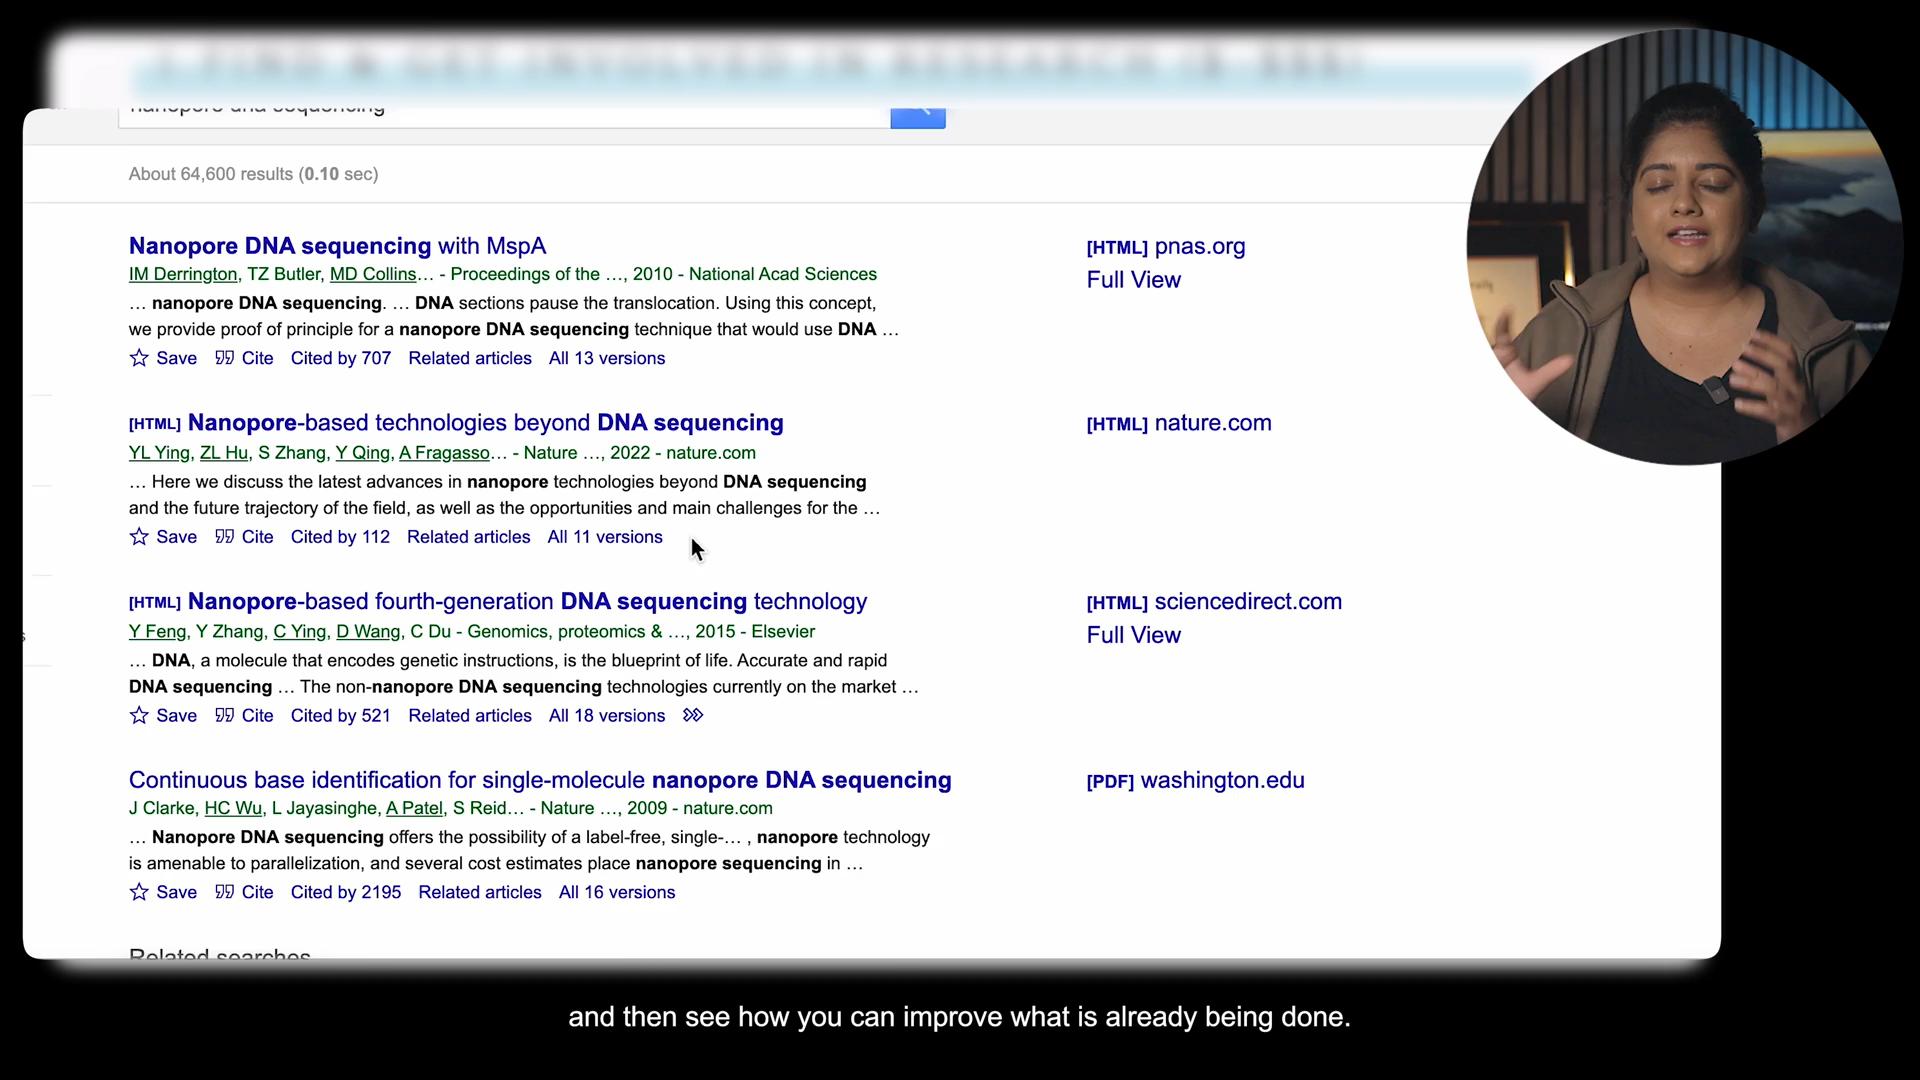 FIND & GET INVOLVED IN RESEARCH
nanopore dna sequencing
About 64,600 results (0.10 sec)
Nanopore DNA sequencing with MspA
[HTML] pnas.org
IM Derrington, TZ Butler, MD Collins… - Proceedings of the …, 2010 - National Acad Sciences
Full View
… nanopore DNA sequencing. … DNA sections pause the translocation. Using this concept,
we provide proof of principle for a nanopore DNA sequencing technique that would use DNA …
Save Cite Cited by 707 Related articles All 13 versions
[HTML] Nanopore-based technologies beyond DNA sequencing
[HTML] nature.com
YL Ying, ZL Hu, S Zhang, Y Qing, A Fragasso… - Nature …, 2022 - nature.com
… Here we discuss the latest advances in nanopore technologies beyond DNA sequencing
and the future trajectory of the field, as well as the opportunities and main challenges for the …
Save Cite Cited by 112 Related articles All 11 versions
[HTML] Nanopore-based fourth-generation DNA sequencing technology
[HTML] sciencedirect.com
Y Feng, Y Zhang, C Ying, D Wang, C Du - Genomics, proteomics & …, 2015 - Elsevier
Full View
… DNA, a molecule that encodes genetic instructions, is the blueprint of life. Accurate and rapid
DNA sequencing … The non-nanopore DNA sequencing technologies currently on the market …
Save Cite Cited by 521 Related articles All 18 versions
Continuous base identification for single-molecule nanopore DNA sequencing
[PDF] washington.edu
J Clarke, HC Wu, L Jayasinghe, A Patel, S Reid… - Nature …, 2009 - nature.com
… Nanopore DNA sequencing offers the possibility of a label-free, single-… , nanopore technology
is amenable to parallelization, and several cost estimates place nanopore sequencing in …
Save Cite Cited by 2195 Related articles All 16 versions
Related searches
and then see how you can improve what is already being done.